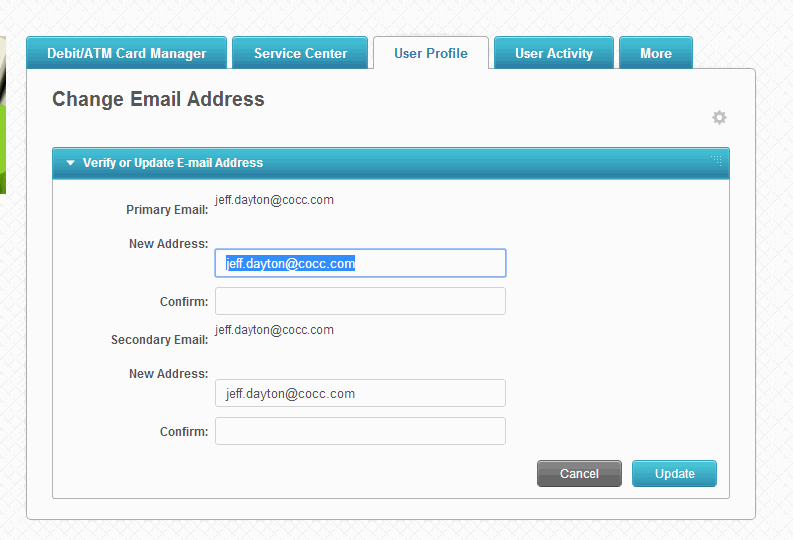 Debit/ATM Card Manager Service Center User Profile User Activity More
Change Email Address
Verify or Update E-mail Address
Primary Email: jeff.dayton@cocc.com
New Address:
jeff.dayton@cocc.com
Confirm:
Secondary Email: jeff.dayton@cocc.com
New Address:
jeff.dayton@cocc.com
Confirm:
Cancel Update